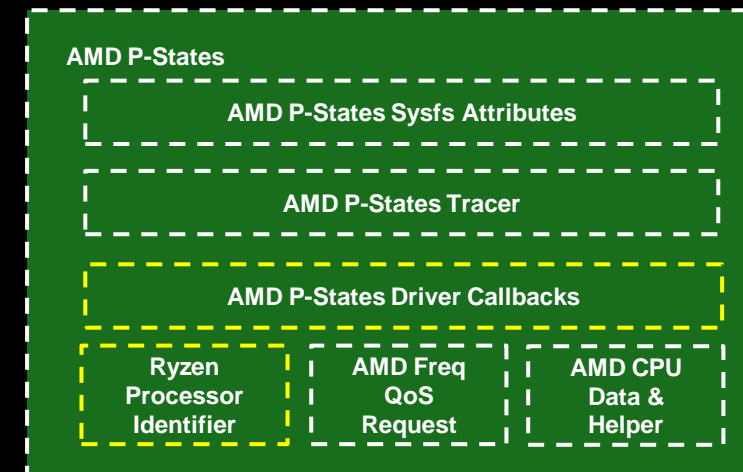 AMD P-States
AMD P-States Sysfs Attributes
AMD P-States Tracer
AMD P-States Driver Callbacks
Ryzen
Processor
Identifier
AMD Freq
QoS
Request
AMD CPU
Data &
Helper